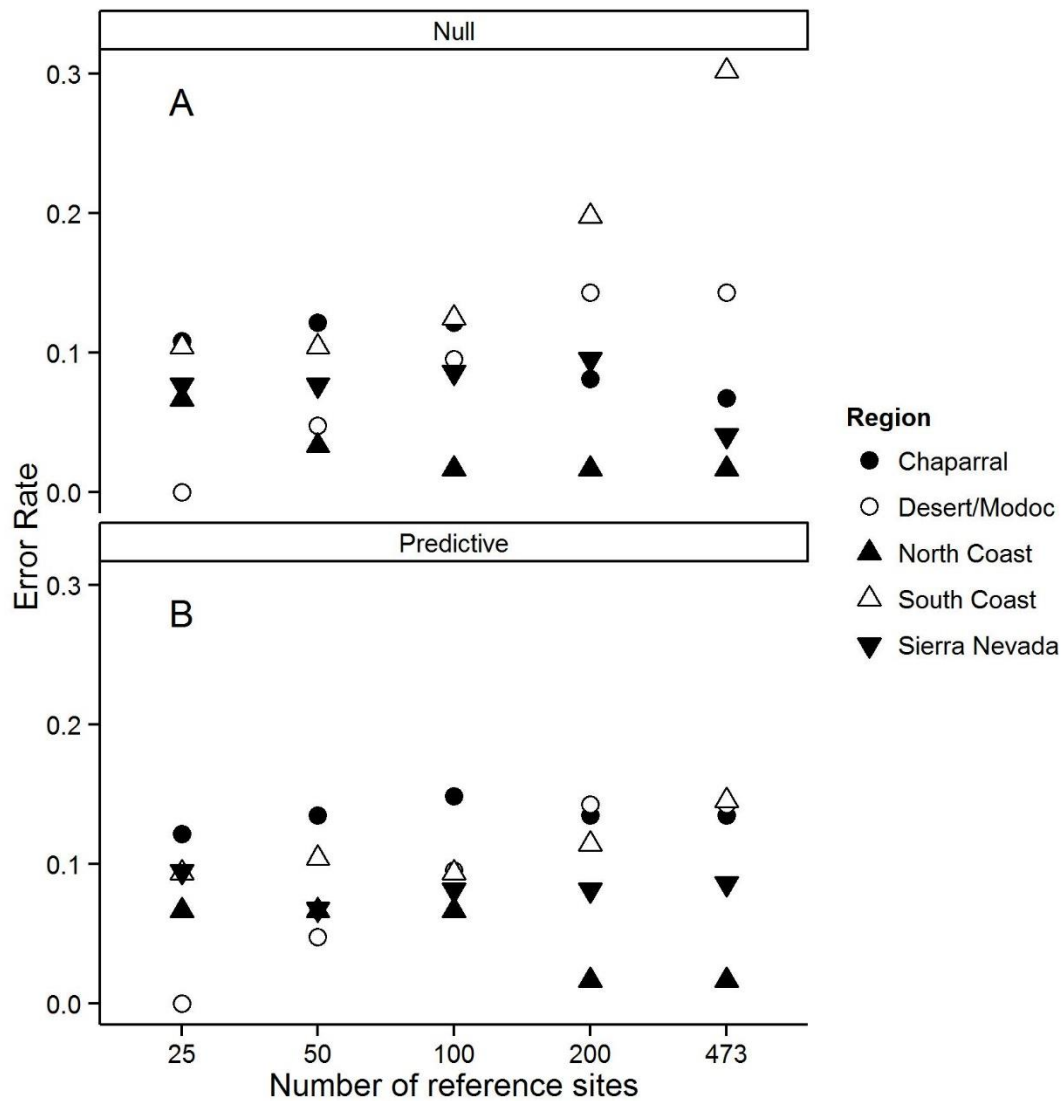 Null
A
0.3
0.2
0.1
0.0
Predictive
B
0.3
0.2
0.1
0.0
Error Rate
25 50 100 200 473
Number of reference sites
Region
Chaparral
Desert/Modoc
North Coast
South Coast
Sierra Nevada